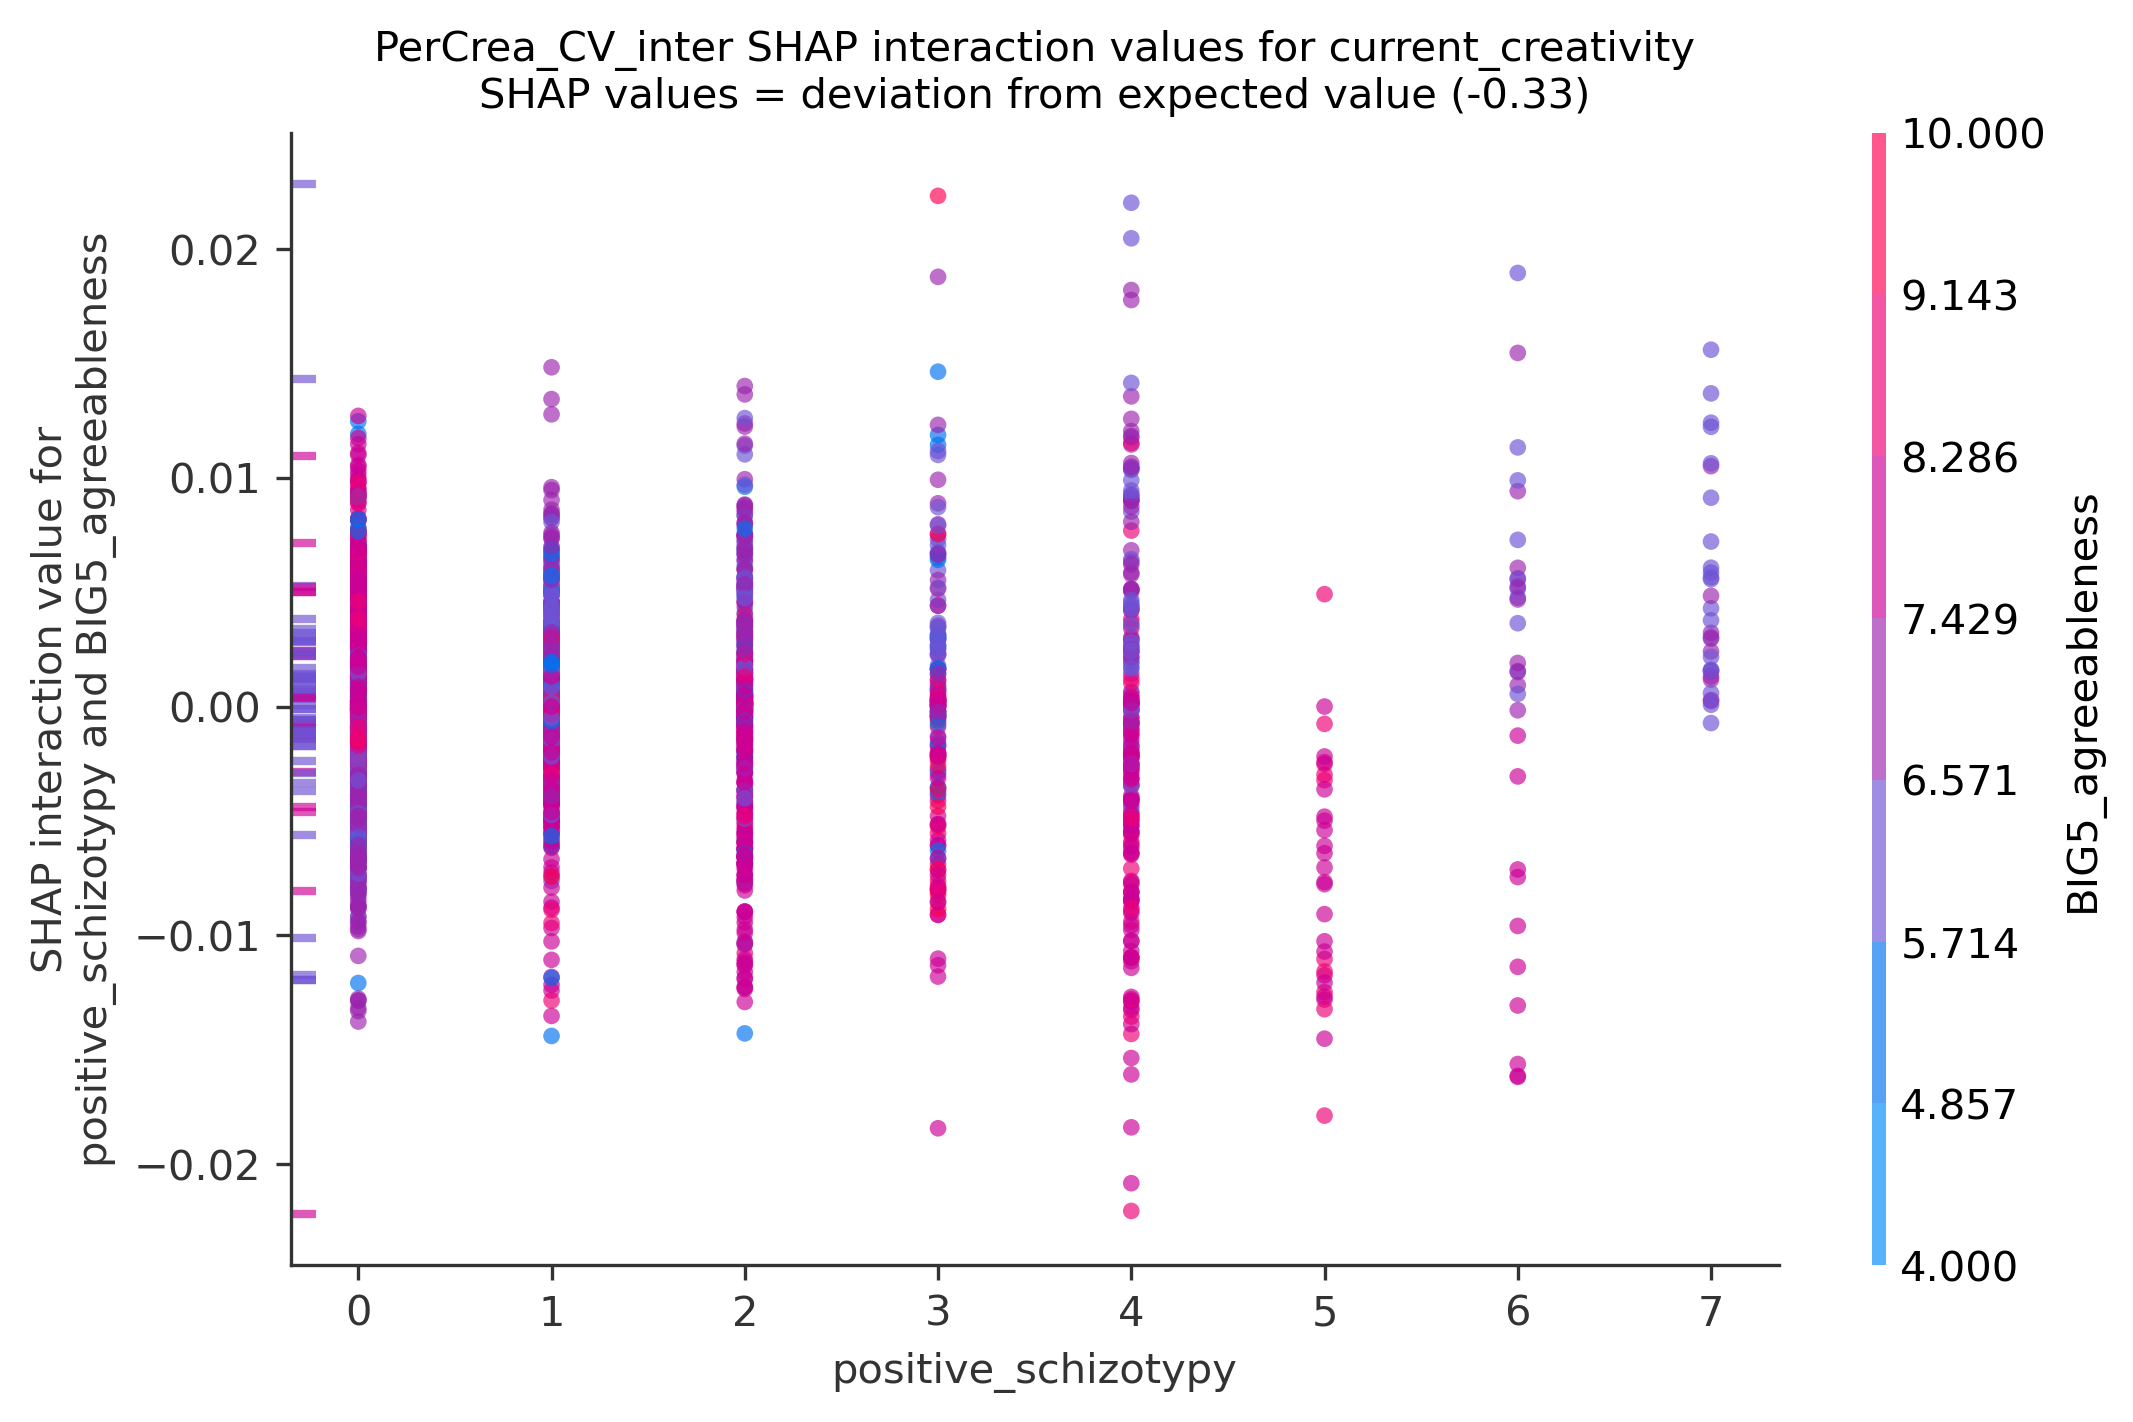 PerCrea_CV_inter SHAP interaction values for current_creativity
SHAP values = deviation from expected value (-0.33)
SHAP interaction value for
positive_schizotypy and BIG5_agreeableness
0.02
0.01
0.00
−0.01
−0.02
0 1 2 3 4 5 6 7
positive_schizotypy
10.000
9.143
8.286
7.429
6.571
5.714
4.857
4.000
BIG5_agreeableness